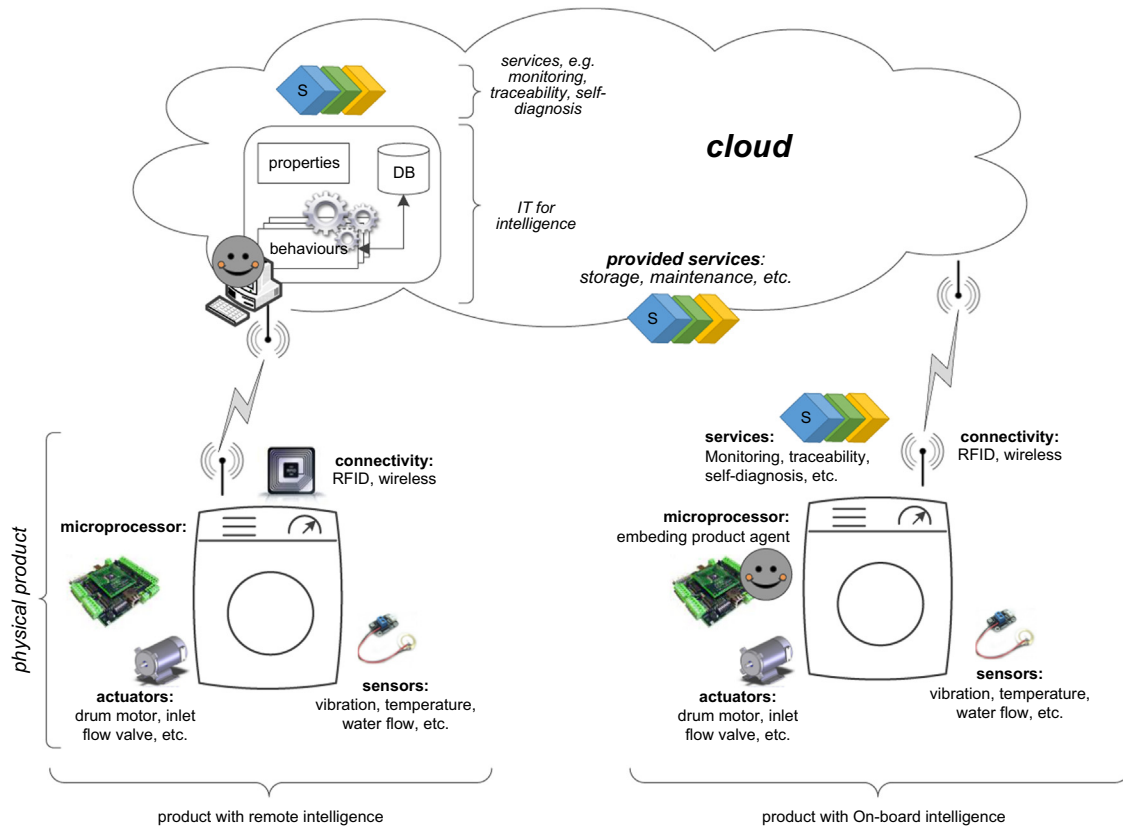 services, e.g.
monitoring,
traceability, self-
diagnosis
S
cloud
properties
DB
IT for
intelligence
behaviours
provided services:
storage, maintenance, etc.
S
S
services:
Monitoring, traceability,
self-diagnosis, etc.
connectivity:
RFID, wireless
connectivity:
RFID, wireless
physical product
microprocessor:
microprocessor:
embeding product agent
actuators:
drum motor, inlet
flow valve, etc.
sensors:
vibration, temperature,
water flow, etc.
actuators:
drum motor, inlet
flow valve, etc.
sensors:
vibration, temperature,
water flow, etc.
product with remote intelligence
product with On-board intelligence